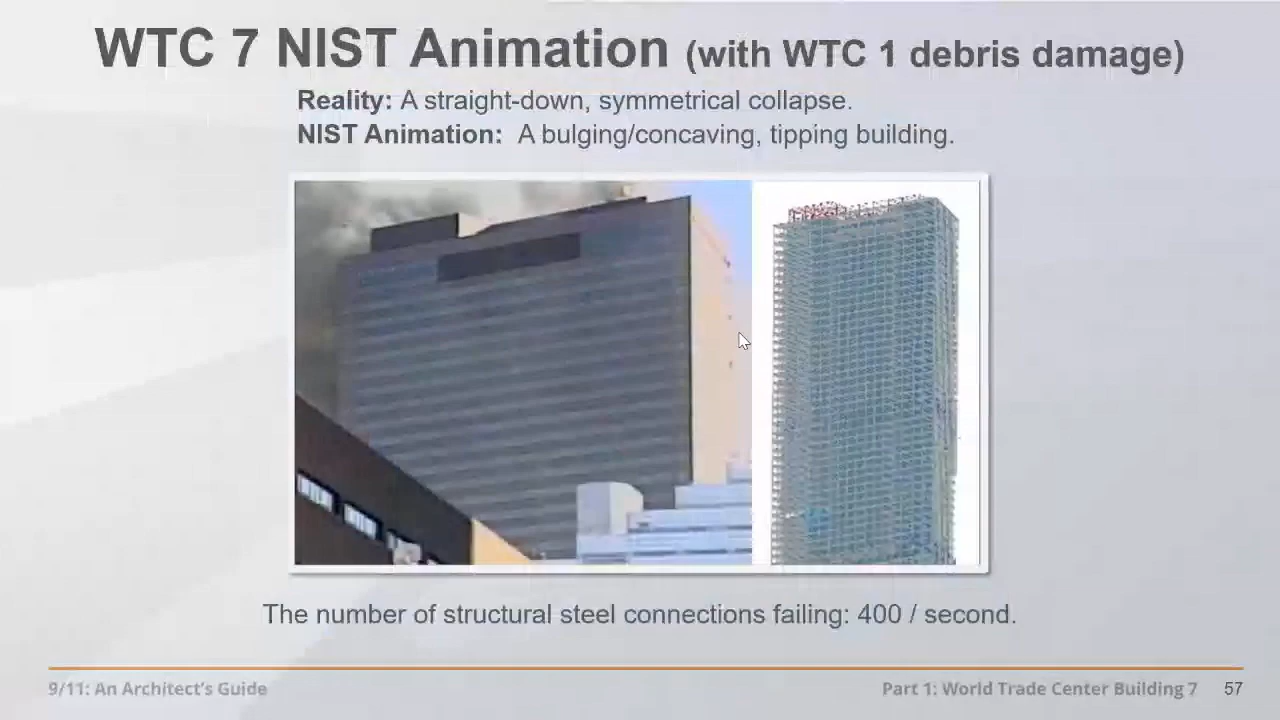 WTC 7 NIST Animation (with WTC 1 debris damage)
Reality: A straight-down, symmetrical collapse.
NIST Animation: A bulging/concaving, tipping building.
The number of structural steel connections failing: 400 / second.
9/11: An Architect's Guide
Part 1: World Trade Center Building 7
57